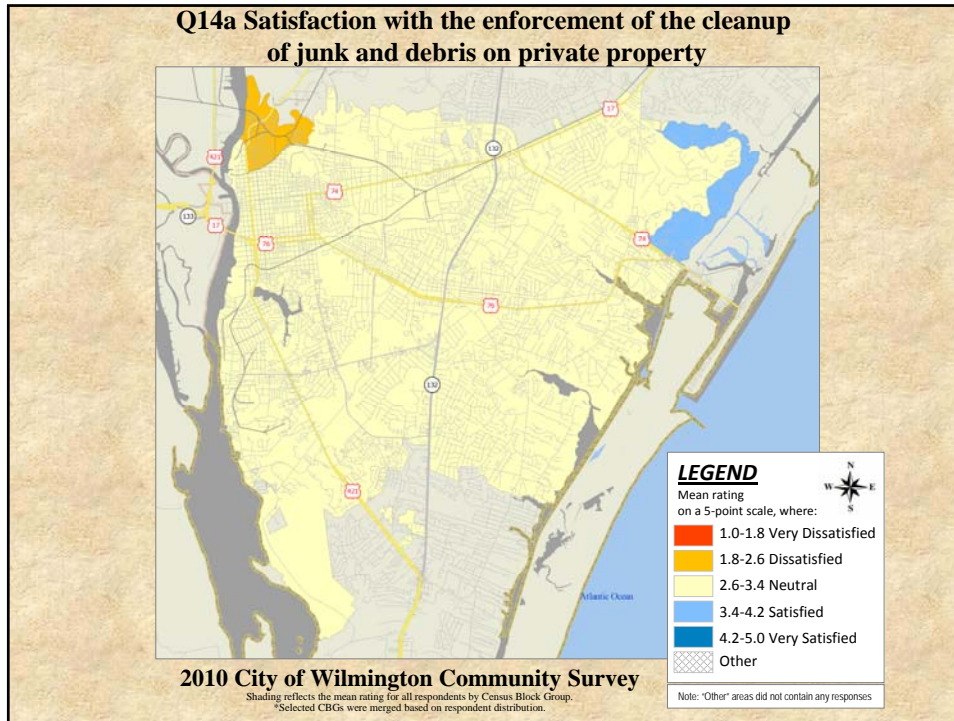 Q14a Satisfaction with the enforcement of the cleanup
of junk and debris on private property
17
132
421
74
133
17
76
74
76
132
421
LEGEND
N
W E
S
Mean rating
on a 5-point scale, where:
1.0-1.8 Very Dissatisfied
1.8-2.6 Dissatisfied
2.6-3.4 Neutral
3.4-4.2 Satisfied
4.2-5.0 Very Satisfied
Other
Atlantic Ocean
2010 City of Wilmington Community Survey
Shading reflects the mean rating for all respondents by Census Block Group.
*Selected CBGs were merged based on respondent distribution.
Note: "Other" areas did not contain any responses